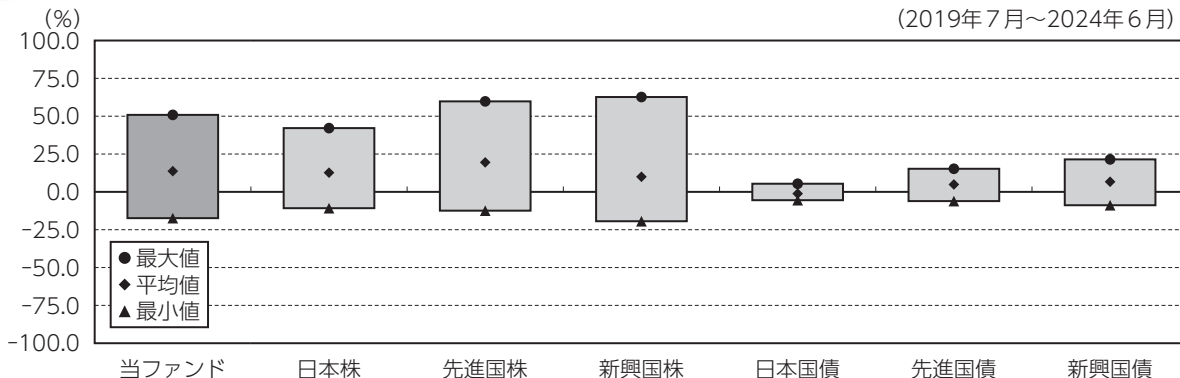 (%)
(2019年7月～2024年6月)
100.0
75.0
50.0
25.0
0.0
-25.0
-50.0
-75.0
-100.0
●最大値
◆平均値
▲最小値
当ファンド 日本株 先進国株 新興国株 日本国債 先進国債 新興国債